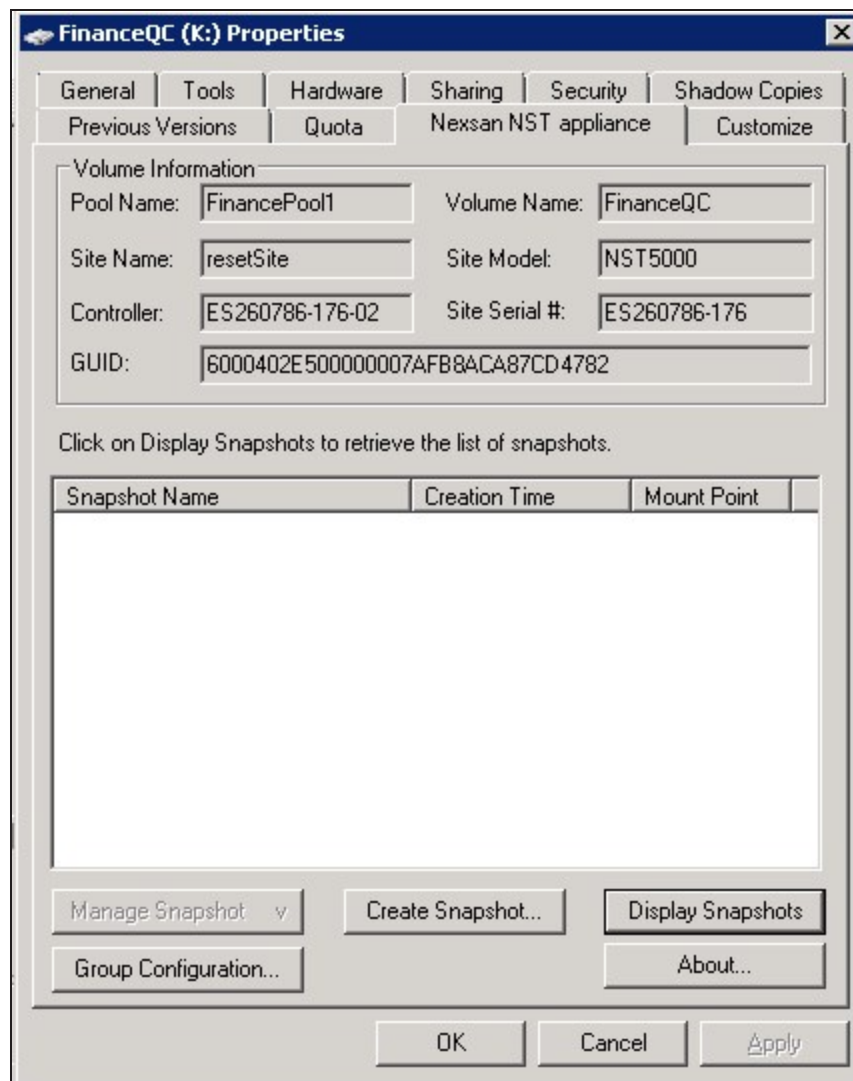 FinanceQC (K:) Properties
General Tools Hardware Sharing Security Shadow Copies
Previous Versions Quota Nexsan NST appliance Customize
Volume Information
Pool Name: FinancePool1 Volume Name: FinanceQC
Site Name: resetSite Site Model: NST5000
Controller: ES260786-176-02 Site Serial #: ES260786-176
GUID: 6000402E500000007AFB8ACA87CD4782
Click on Display Snapshots to retrieve the list of snapshots.
Snapshot Name Creation Time Mount Point
Manage Snapshot v Create Snapshot... Display Snapshots
Group Configuration... About...
OK Cancel Apply